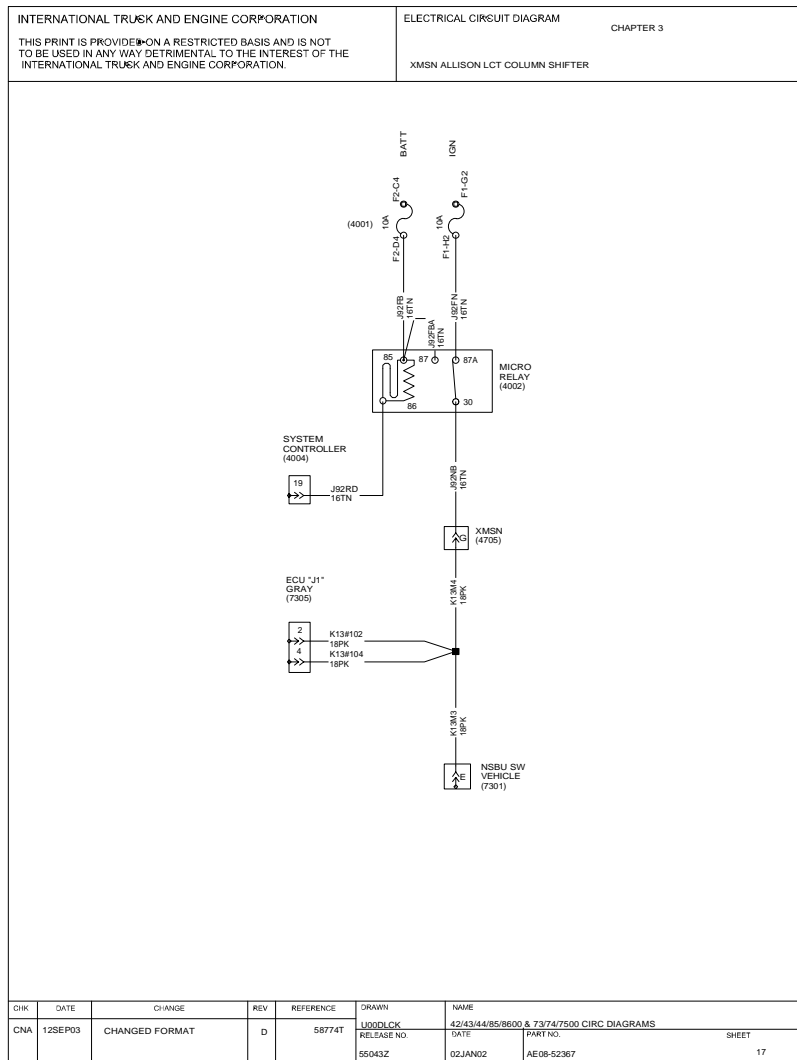 INTERNATIONAL TRUCK AND ENGINE CORPORATION
THIS PRINT IS PROVIDED ON A RESTRICTED BASIS AND IS NOT
TO BE USED IN ANY WAY DETRIMENTAL TO THE INTEREST OF THE
INTERNATIONAL TRUCK AND ENGINE CORPORATION.
ELECTRICAL CIRCUIT DIAGRAM
CHAPTER 3
XMSN ALLISON LCT COLUMN SHIFTER
BATT
IGN
F2-C4
F1-G2
(4001)
10A
10A
F2-D4
F1-H2
J92FB
16TN
J92FBA
16TN
J92FN
16TN
85
87
87A
86
30
MICRO
RELAY
(4002)
SYSTEM
CONTROLLER
(4004)
19
J92RD
16TN
J92NB
16TN
G
XMSN
(4705)
K13M4
18PK
ECU "J1"
GRAY
(7305)
2
K13#102
18PK
4
K13#104
18PK
K13M3
18PK
E
NSBU SW
VEHICLE
(7301)
CHK DATE CHANGE REV REFERENCE
CNA 12SEP03 CHANGED FORMAT D 58774T
DRAWN
U00DLCK
NAME
42/43/44/85/8600 & 73/74/7500 CIRC DIAGRAMS
RELEASE NO.
55043Z
DATE
02JAN02
PART NO.
AE08-52367
SHEET
17